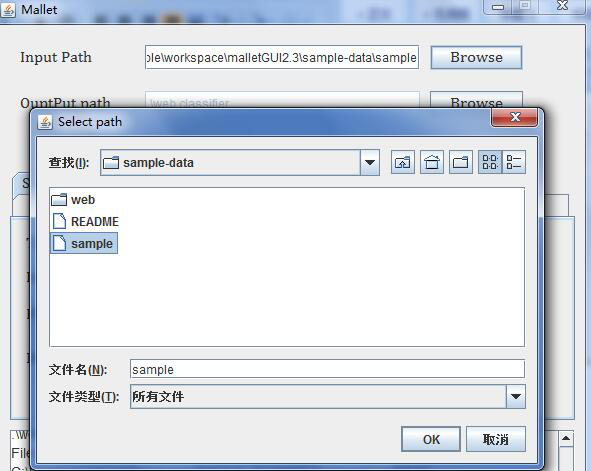 Mallet
Input Path
ple\workspace\malletGUI2.3\sample-data\sample
Browse
OuptPut path
\web classifier
Browse
Select path
查找(I):
sample-data
web
README
sample
文件名(N):
sample
文件类型(T):
所有文件
OK
取消
File